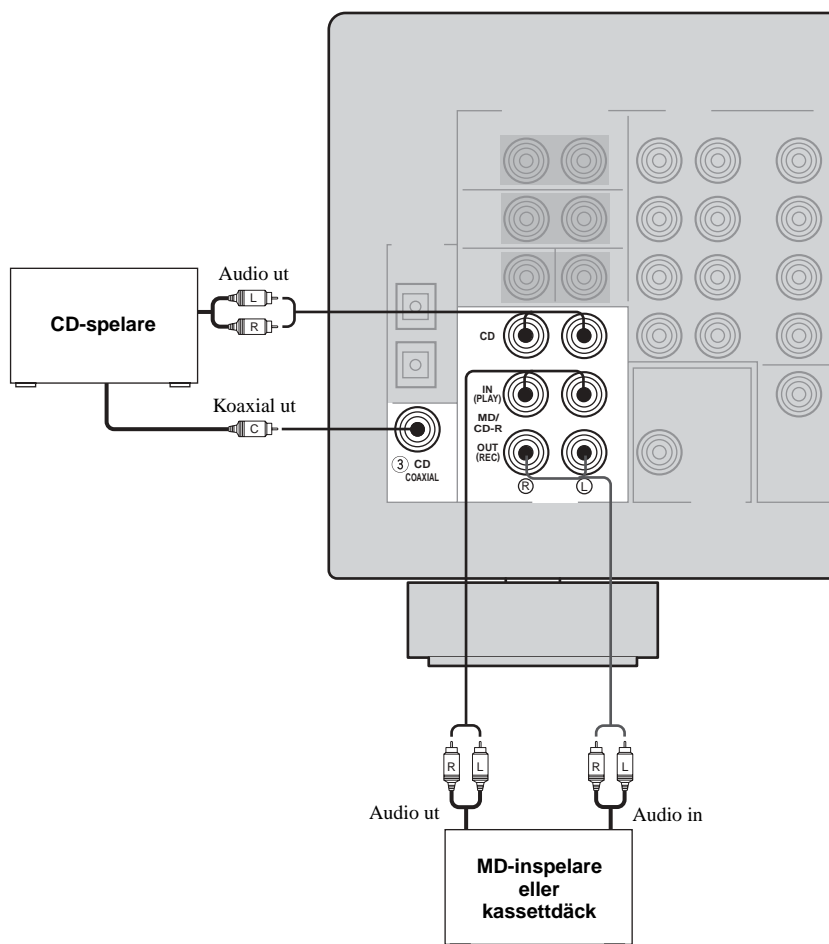 Audio ut
L
R
CD-spelare
CD
IN
(PLAY)
MD/
CD-R
OUT
(REC)
Koaxial ut
C
③ CD
COAXIAL
R L
R L
R L
Audio ut
Audio in
MD-inspelare
eller
kassettdäck